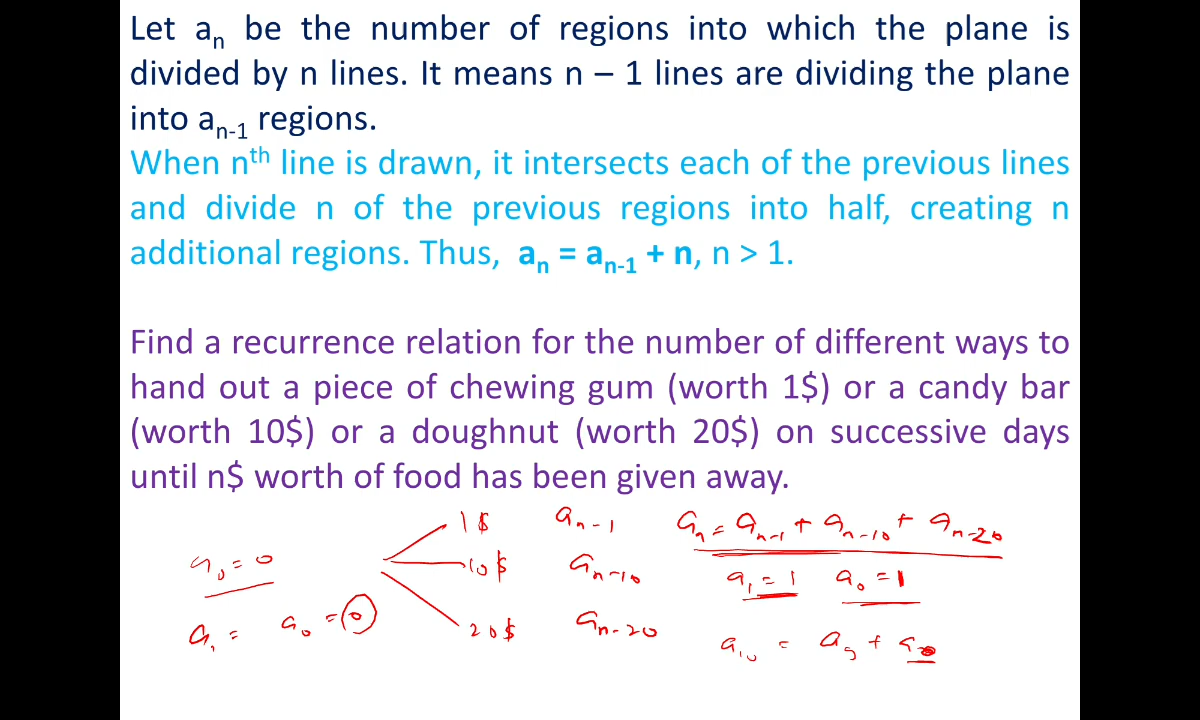 Let aₙ be the number of regions into which the plane is
divided by n lines. It means n – 1 lines are dividing the plane
into aₙ₋₁ regions.
When nᵗʰ line is drawn, it intersects each of the previous lines
and divide n of the previous regions into half, creating n
additional regions. Thus, aₙ = aₙ₋₁ + n, n > 1.
Find a recurrence relation for the number of different ways to
hand out a piece of chewing gum (worth 1$) or a candy bar
(worth 10$) or a doughnut (worth 20$) on successive days
until n$ worth of food has been given away.
1$ aₙ₋₁ aₙ = aₙ₋₁ + aₙ₋₁₀ + aₙ₋₂₀
a₀ = 0 10$ aₙ₋₁₀ a₁ = 1 a₀ = 1
a₁ = a₀ = 0 20$ aₙ₋₂₀
a₁₀ = a₉ + a₀